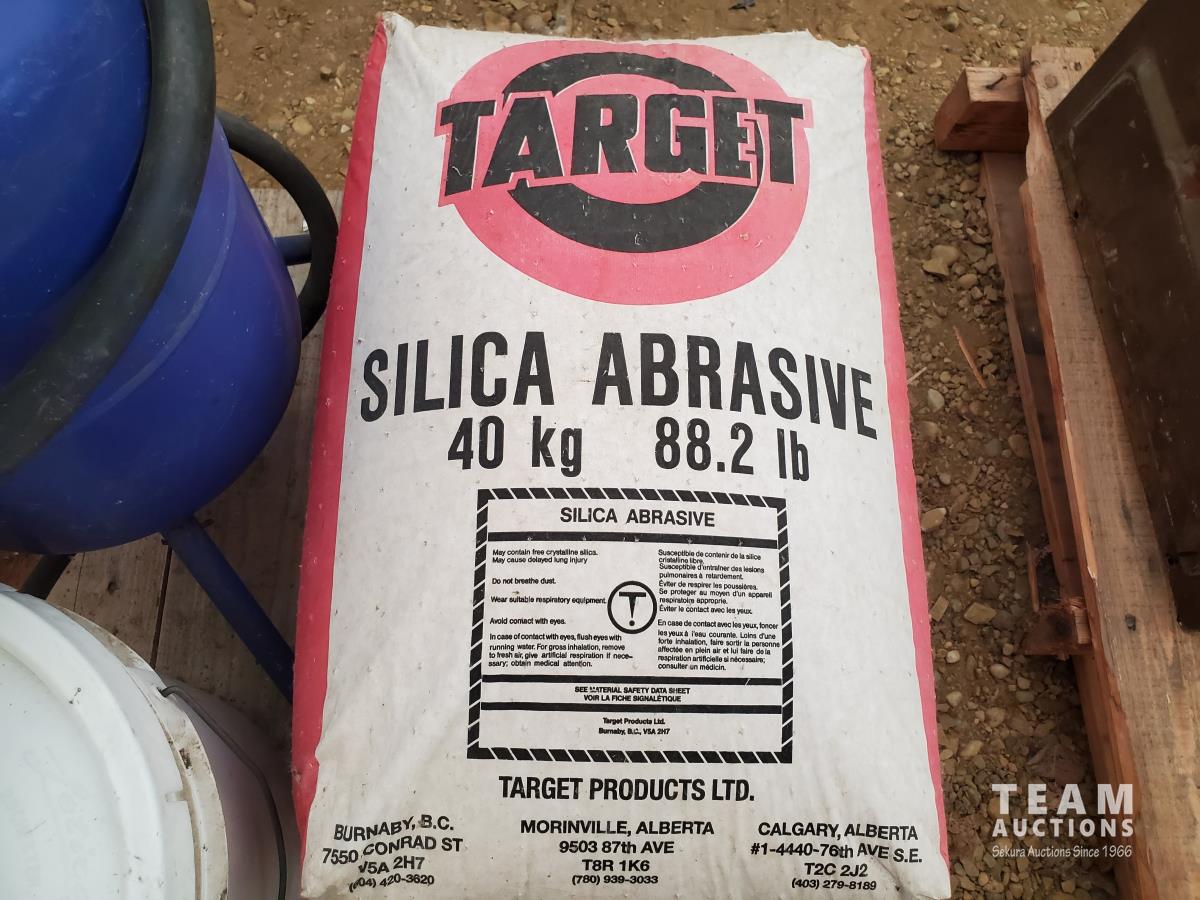 TARGET
SILICA ABRASIVE
40 kg 88.2 lb
SILICA ABRASIVE
May contain free crystalline silica.
May cause delayed lung injury
Do not breathe dust.
Wear suitable respiratory equipment.
Avoid contact with eyes.
In case of contact with eyes, flush eyes with
running water. For gross inhalation, remove
to fresh air, give artificial respiration if nece-
ssary; obtain medical attention.
Susceptible de contenir de la silice
cristalline libre.
Susceptible d'entraîner des lesions
pulmonaires à retardement.
Éviter de respirer les poussières.
Se proteger au moyen d'un appareil
respiratoire approprie.
Éviter le contact avec les yeux.
En case de contact avec les yeux, foncer
les yeux à l'eau courante. Loins d'une
forte inhalation, faire sortir la personne
affectée en plein air et lui faire de la
respiration artificielle si nécessaire;
consulter un médicin.
SEE MATERIAL SAFETY DATA SHEET
VOIR LA FICHE SIGNALÉTIQUE
Target Products Ltd.
Burnaby, B.C., V5A 2H7
TARGET PRODUCTS LTD.
BURNABY, B.C.
7550 CONRAD ST
V5A 2H7
(604) 420-3620
MORINVILLE, ALBERTA
9503 87th AVE
T8R 1K6
(780) 939-3033
CALGARY, ALBERTA
#1-4440-76th AVE S.E.
T2C 2J2
(403) 279-8189
TEAM
AUCTIONS
Sekura Auctions Since 1966